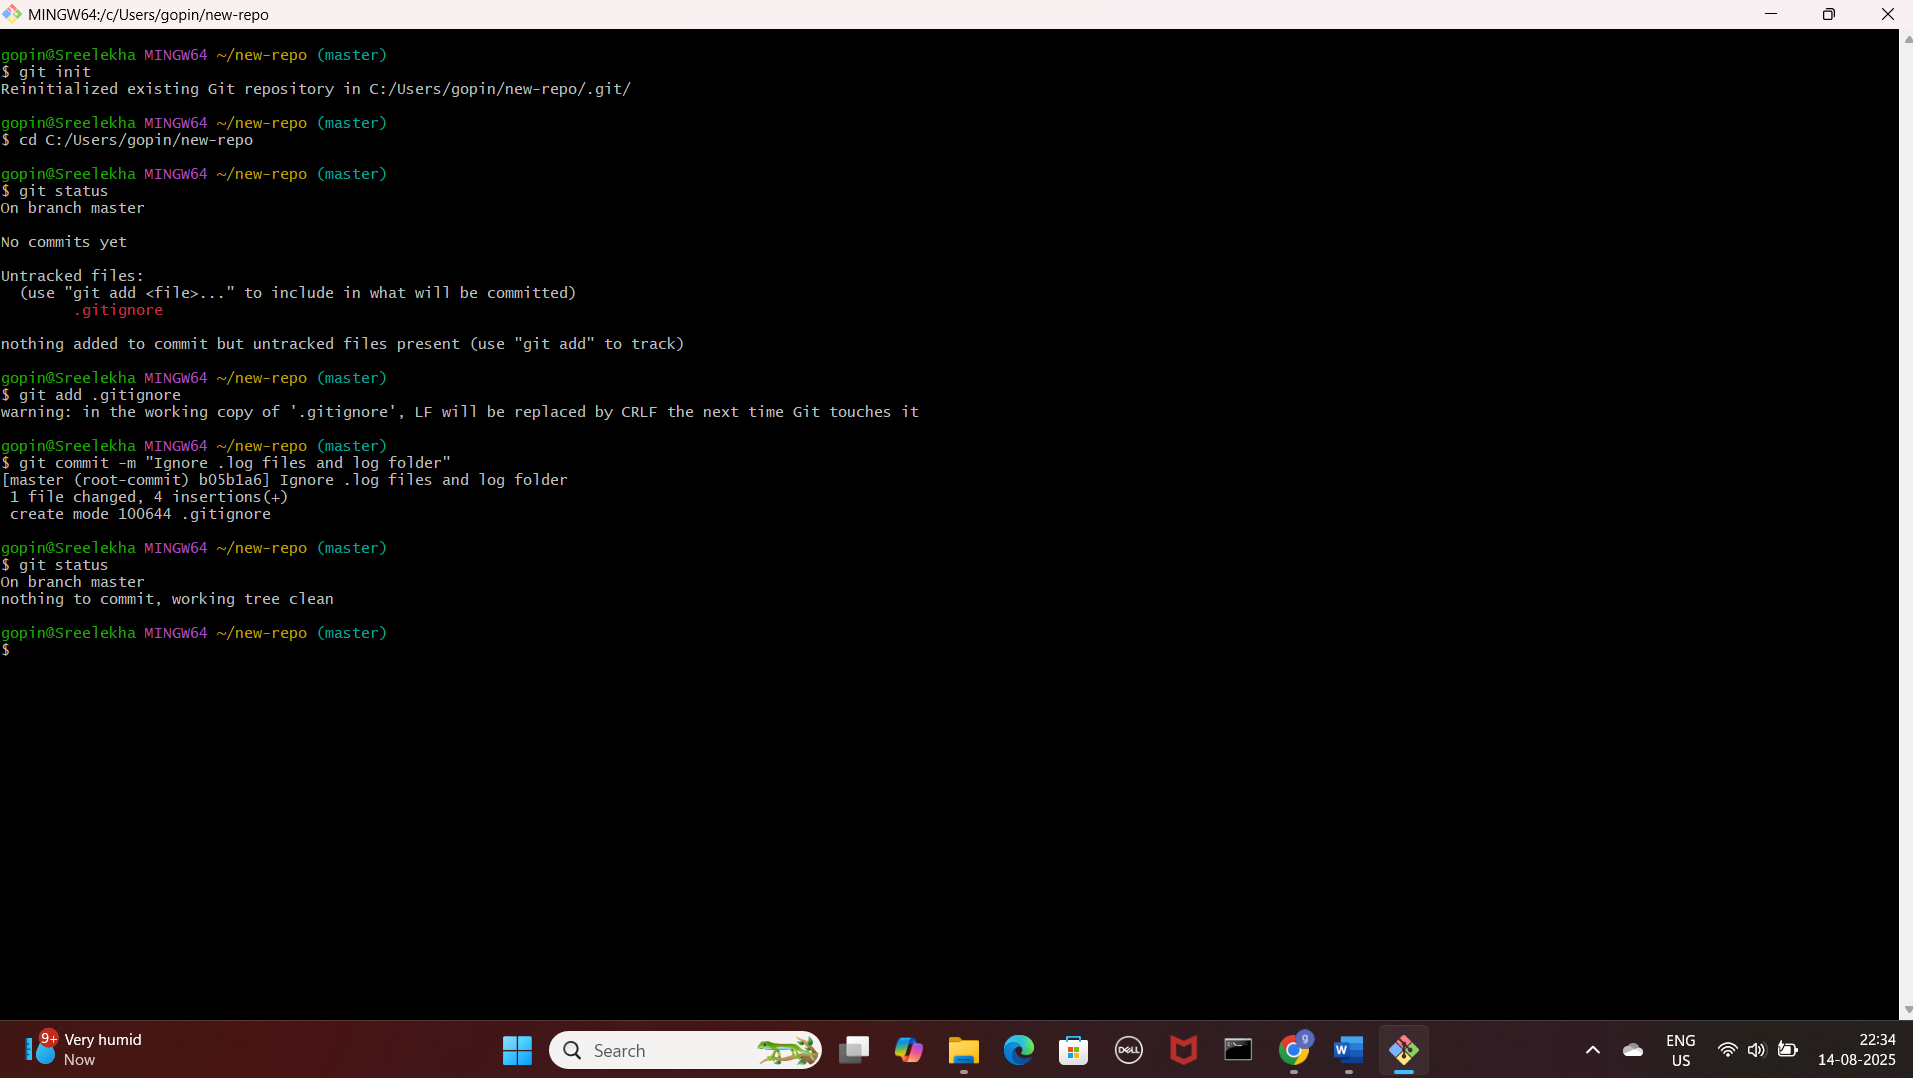 MINGW64:/c/Users/gopin/new-repo
gopin@Sreelekha MINGW64 ~/new-repo (master)
$ git init
Reinitialized existing Git repository in C:/Users/gopin/new-repo/.git/
gopin@Sreelekha MINGW64 ~/new-repo (master)
$ cd C:/Users/gopin/new-repo
gopin@Sreelekha MINGW64 ~/new-repo (master)
$ git status
On branch master
No commits yet
Untracked files:
  (use "git add <file>..." to include in what will be committed)
        .gitignore
nothing added to commit but untracked files present (use "git add" to track)
gopin@Sreelekha MINGW64 ~/new-repo (master)
$ git add .gitignore
warning: in the working copy of '.gitignore', LF will be replaced by CRLF the next time Git touches it
gopin@Sreelekha MINGW64 ~/new-repo (master)
$ git commit -m "Ignore .log files and log folder"
[master (root-commit) b05b1a6] Ignore .log files and log folder
 1 file changed, 4 insertions(+)
 create mode 100644 .gitignore
gopin@Sreelekha MINGW64 ~/new-repo (master)
$ git status
On branch master
nothing to commit, working tree clean
gopin@Sreelekha MINGW64 ~/new-repo (master)
$
9+
Very humid
Now
Search
DELL
g
W
ENG
US
22:34
14-08-2025